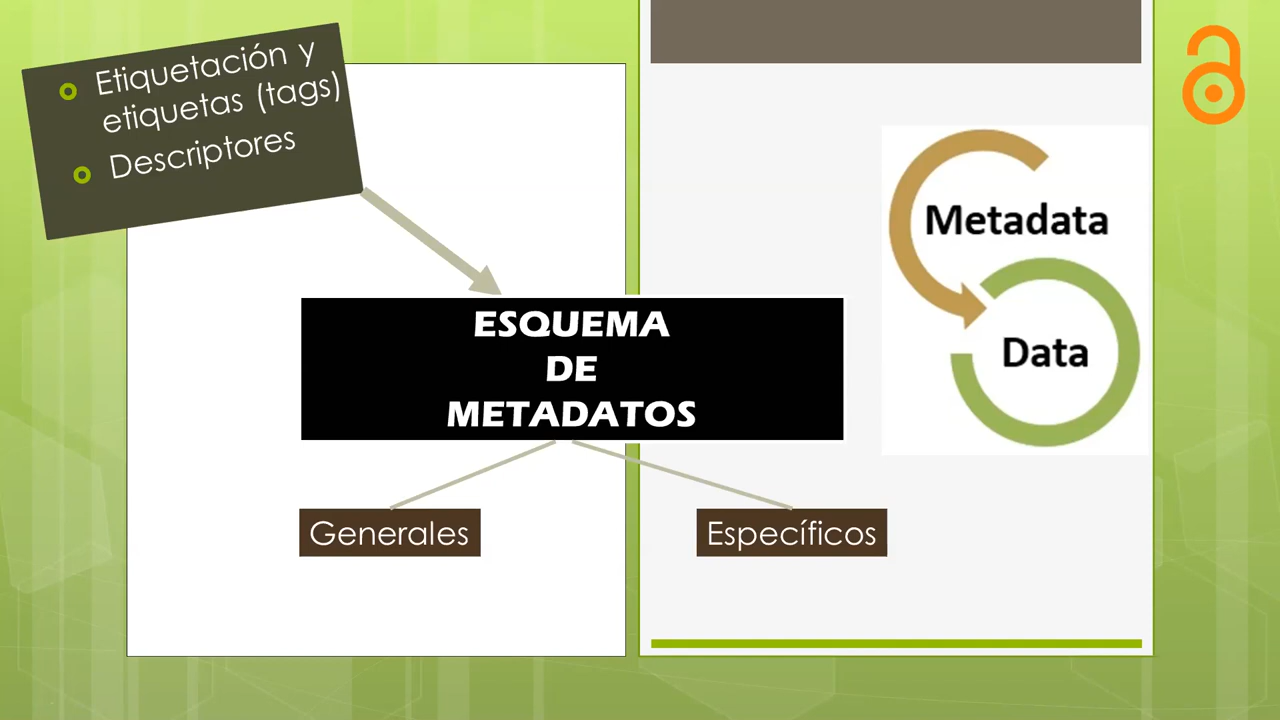 Etiquetación y
etiquetas (tags)
Descriptores
Metadata
Data
ESQUEMA
DE
METADATOS
Generales
Específicos